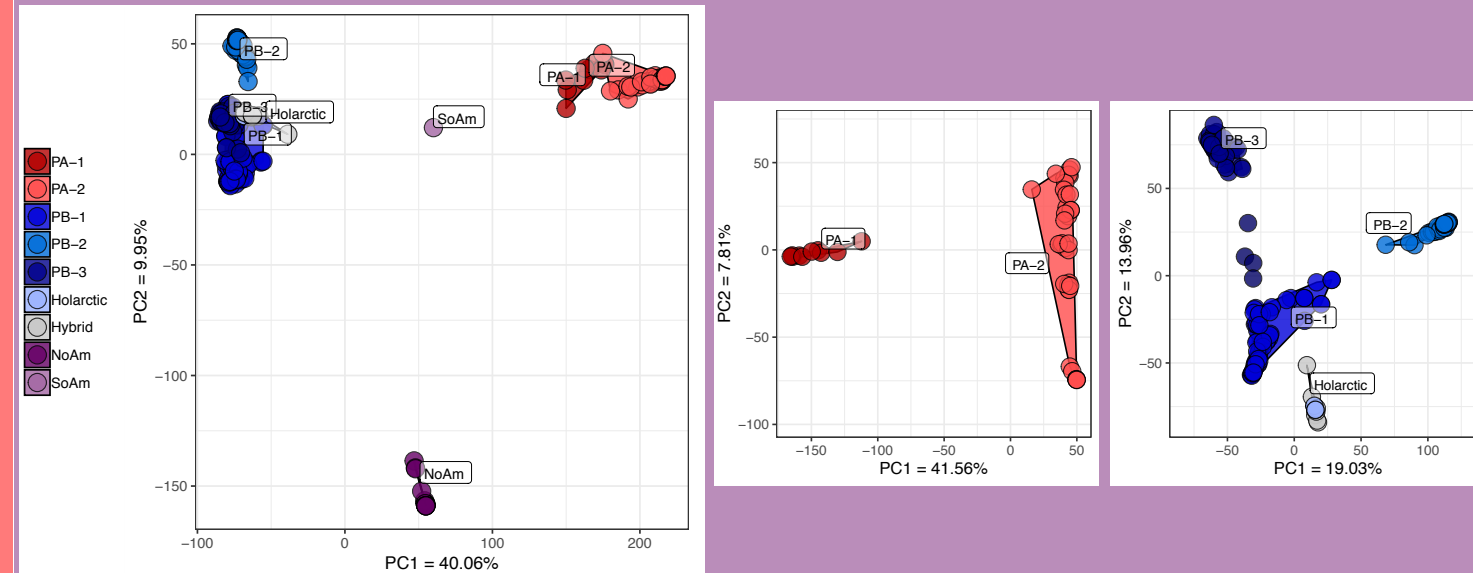 PA−1
PA−2
PB−1
PB−2
PB−3
Holarctic
Hybrid
NoAm
SoAm
PC2 = 9.95%
50
0
−50
−100
−150
PB−2
PB−3
Holarctic
PB−1
SoAm
PA−1
PA−2
NoAm
−100
0
100
200
PC1 = 40.06%
PC2 = 7.81%
50
0
−50
−100
PA−1
PA−2
−150
−100
−50
0
50
PC1 = 41.56%
PC2 = 13.96%
50
0
−50
PB−3
PB−2
PB−1
Holarctic
−50
0
50
100
PC1 = 19.03%